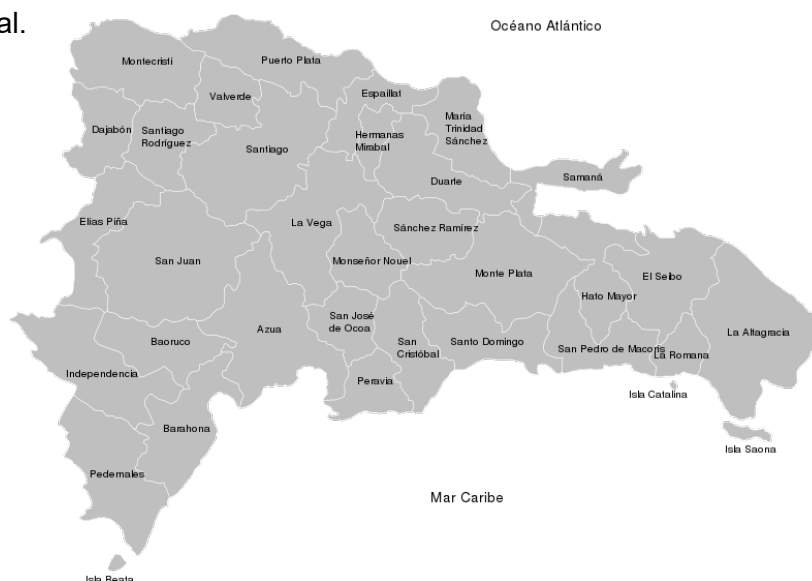 al.
Océano Atlántico
Montecristi
Puerto Plata
Valverde
Espaillat
Dajabón
Santiago
Rodríguez
Santiago
Hermanas
Mirabal
María
Trinidad
Sánchez
Duarte
Samaná
Elías Piña
La Vega
Sánchez Ramírez
San Juan
Monseñor Nouel
Monte Plata
El Seibo
Hato Mayor
Baoruco
Azua
San José
de Ocoa
San
Cristóbal
Santo Domingo
San Pedro de Macoris
La Romana
La Altagracia
Independencia
Peravia
Isla Catalina
Barahona
Isla Saona
Pedernales
Mar Caribe
Isla Beata